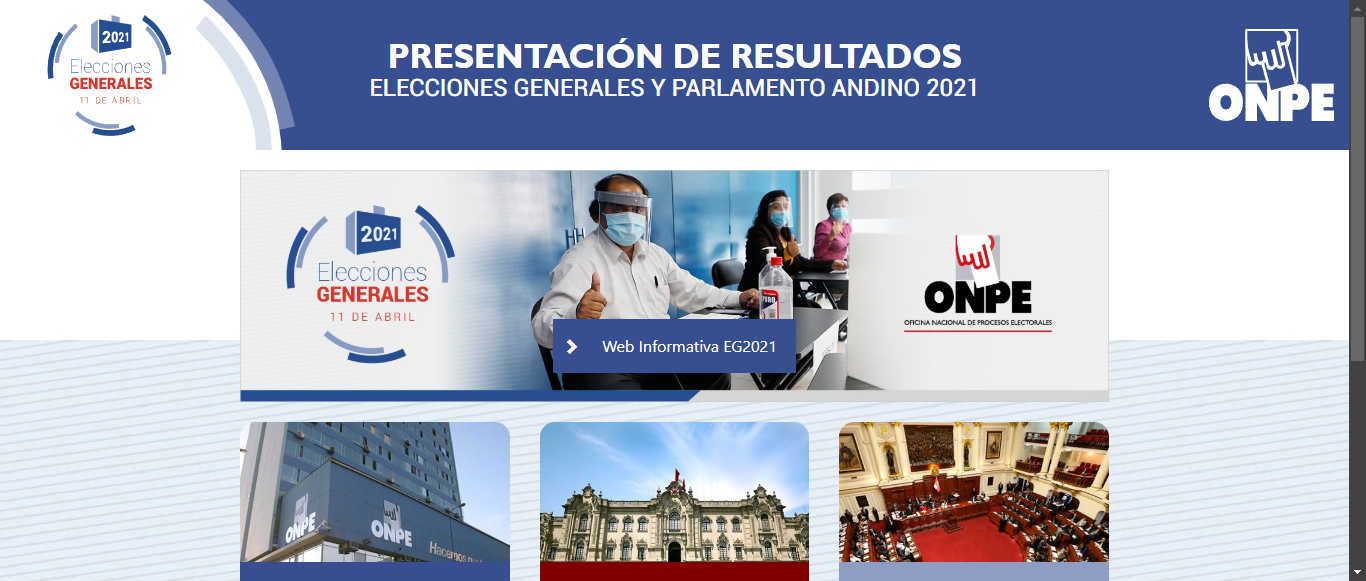 2021
Elecciones
GENERALES
11 DE ABRIL
PRESENTACIÓN DE RESULTADOS
ELECCIONES GENERALES Y PARLAMENTO ANDINO 2021
ONPE
2021
Elecciones
GENERALES
11 DE ABRIL
ONPE
OFICINA NACIONAL DE PROCESOS ELECTORALES
Web Informativa EG2021
ONPE
ONPE
Hacemos